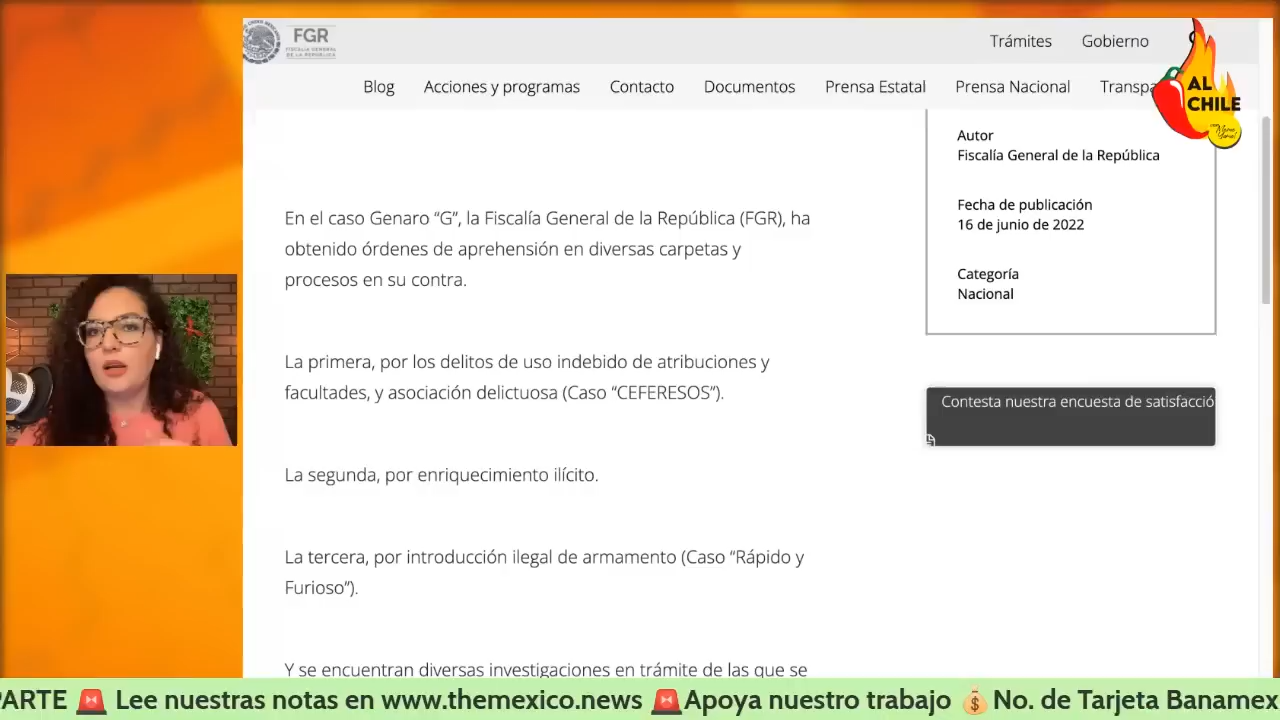 FGR
FISCALÍA GENERAL
DE LA REPÚBLICA
Trámites Gobierno
Blog Acciones y programas Contacto Documentos Prensa Estatal Prensa Nacional Transpa
AL
CHILE
Autor
Fiscalía General de la República
Fecha de publicación
16 de junio de 2022
Categoría
Nacional
En el caso Genaro “G”, la Fiscalía General de la República (FGR), ha
obtenido órdenes de aprehensión en diversas carpetas y
procesos en su contra.
La primera, por los delitos de uso indebido de atribuciones y
facultades, y asociación delictuosa (Caso “CEFERESOS”).
Contesta nuestra encuesta de satisfacció
La segunda, por enriquecimiento ilícito.
La tercera, por introducción ilegal de armamento (Caso “Rápido y
Furioso”).
Y se encuentran diversas investigaciones en trámite de las que se
PARTE 🚨 Lee nuestras notas en www.themexico.news 🚨Apoya nuestro trabajo 💰No. de Tarjeta Banamex